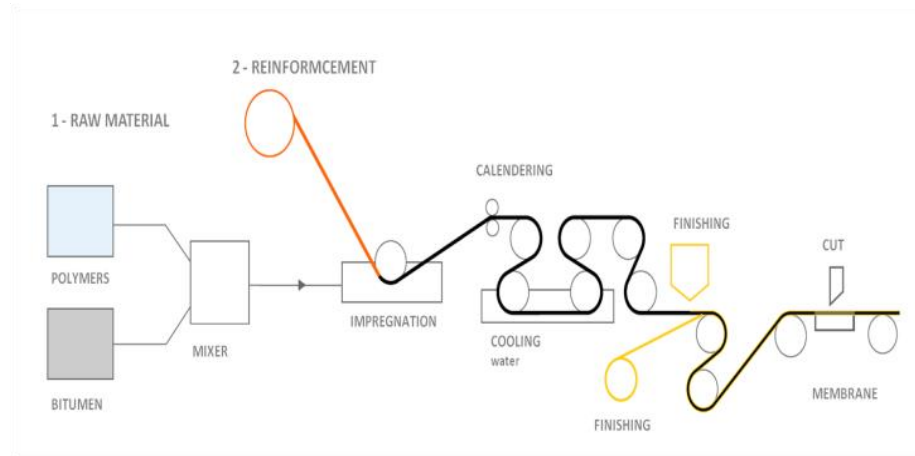 2 - REINFORMCEMENT
1 - RAW MATERIAL
CALENDERING
FINISHING
CUT
POLYMERS
IMPREGNATION
COOLING
water
MIXER
MEMBRANE
BITUMEN
FINISHING